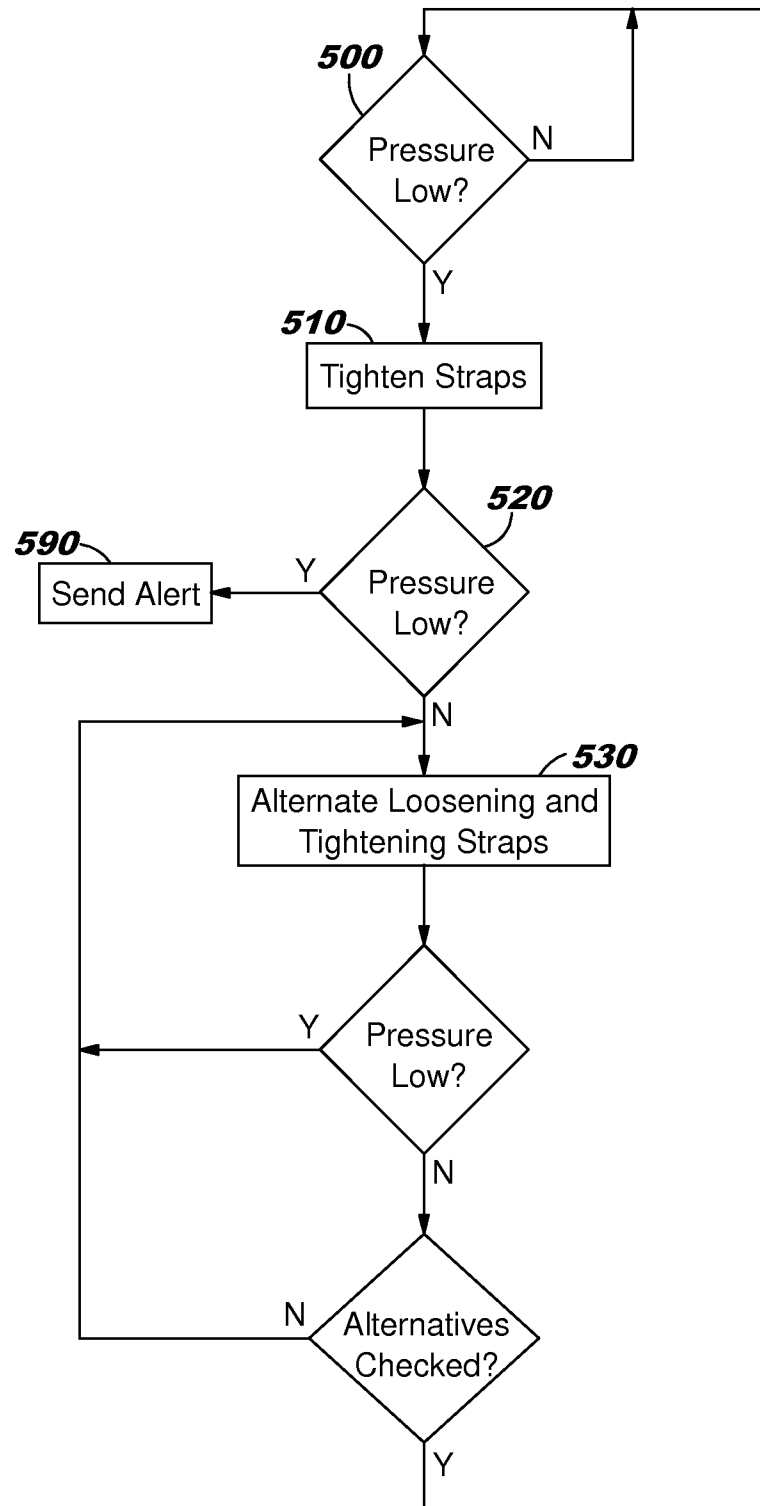 500
Pressure
Low?
N
Y
510
Tighten Straps
520
590
Y
Send Alert
Pressure
Low?
N
530
Alternate Loosening and
Tightening Straps
Y
Pressure
Low?
N
N
Alternatives
Checked?
Y